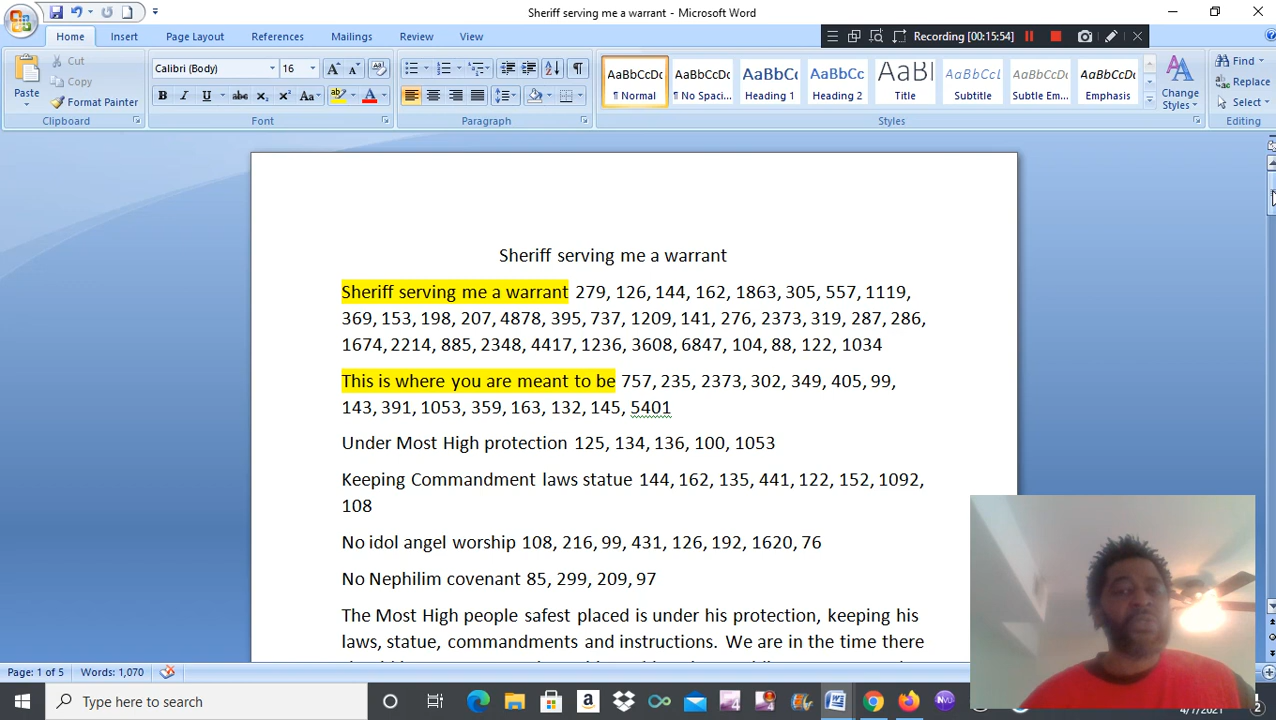 Sheriff serving me a warrant - Microsoft Word
Home Insert Page Layout References Mailings Review View
Recording [00:15:54]
Cut
Copy
Format Painter
Paste
Clipboard
Calibri (Body) 16
Font
Paragraph
AaBbCcDc AaBbCcDc AaBbCc AaBbCc AaBl AaBbCcL AaBbCcDc AaBbCcDc
¶ Normal ¶ No Spaci... Heading 1 Heading 2 Title Subtitle Subtle Em... Emphasis
Styles
Change
Styles
Find
Replace
Select
Editing
Sheriff serving me a warrant
Sheriff serving me a warrant 279, 126, 144, 162, 1863, 305, 557, 1119,
369, 153, 198, 207, 4878, 395, 737, 1209, 141, 276, 2373, 319, 287, 286,
1674, 2214, 885, 2348, 4417, 1236, 3608, 6847, 104, 88, 122, 1034
This is where you are meant to be 757, 235, 2373, 302, 349, 405, 99,
143, 391, 1053, 359, 163, 132, 145, 5401
Under Most High protection 125, 134, 136, 100, 1053
Keeping Commandment laws statue 144, 162, 135, 441, 122, 152, 1092,
108
No idol angel worship 108, 216, 99, 431, 126, 192, 1620, 76
No Nephilim covenant 85, 299, 209, 97
The Most High people safest placed is under his protection, keeping his
laws, statue, commandments and instructions. We are in the time there
Page: 1 of 5 Words: 1,070
Type here to search
4/7/2021